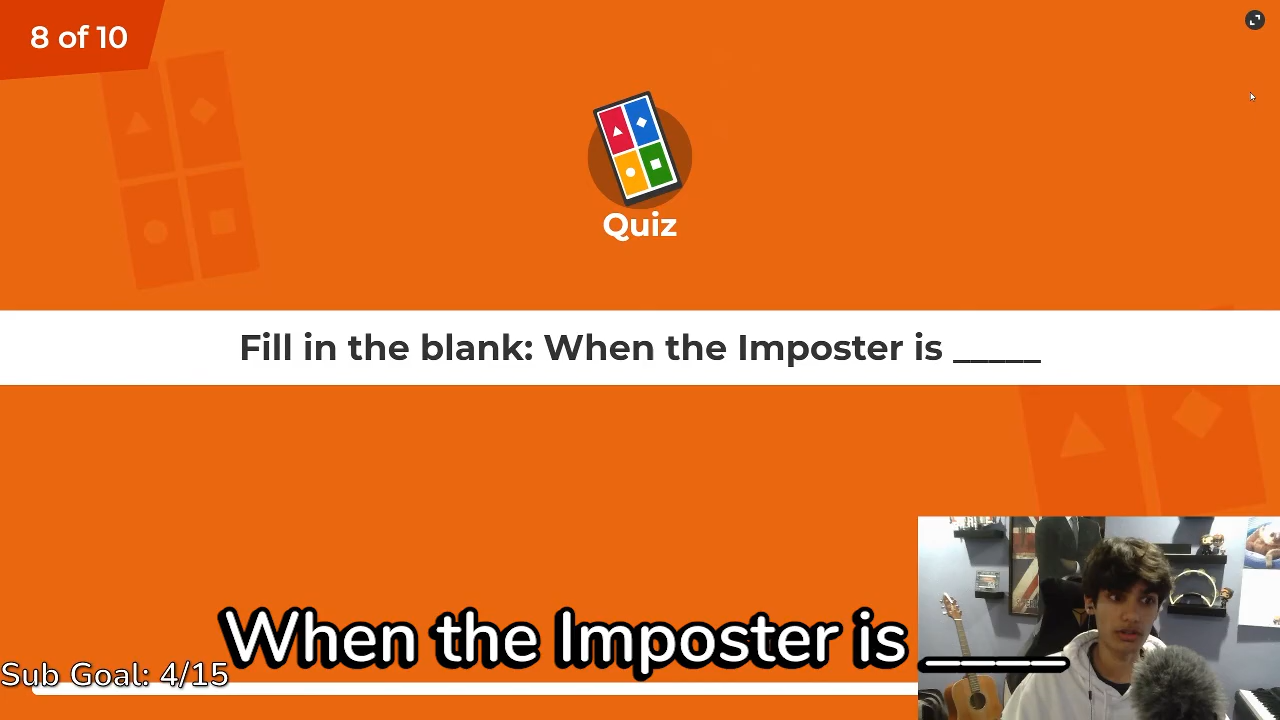 8 of 10
Quiz
Fill in the blank: When the Imposter is _____
When the Imposter is ____
Sub Goal: 4/15